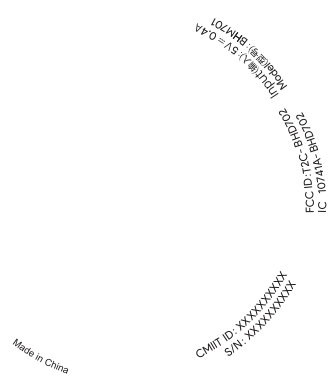 Model(型号): BHM701
Input(输入): 5V = 0.4A
FCC ID:T2C - BHD702
IC 10741A- BHD702
CMIIT ID: XXXXXXXXXX
S/N: XXXXXXXXXX
Made in China